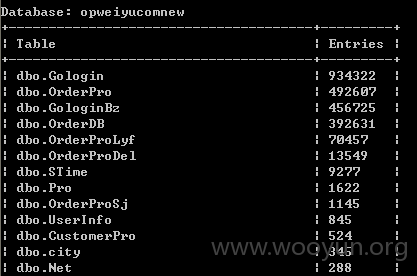 Database: opweiyucomnew
Table Entries
dbo.Gologin 934322
dbo.OrderPro 492607
dbo.GologinBz 456725
dbo.OrderDB 392631
dbo.OrderProLyf 70457
dbo.OrderProDel 13549
dbo.STime 9277
dbo.Pro 1622
dbo.OrderProSj 1145
dbo.UserInfo 845
dbo.CustomerPro 524
dbo.city 345
dbo.Net 288
www.wooyun.org